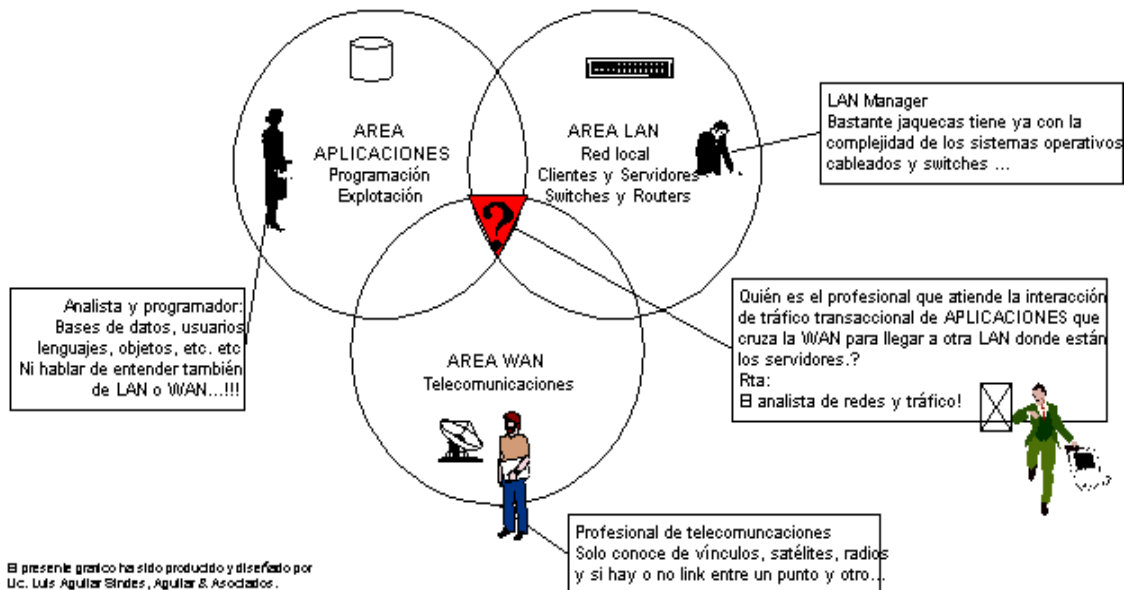 AREA
APLICACIONES
Programación
Explotación
AREA LAN
Red local
Clientes y Servidores
Switches y Routers
LAN Manager
Bastante jaquecas tiene ya con la
complejidad de los sistemas operativos
cableados y switches ...
?
Analista y programador:
Bases de datos, usuarios
lenguajes, objetos, etc. etc
Ni hablar de entender también
de LAN o WAN...!!!
Quién es el profesional que atiende la interacción
de tráfico transaccional de APLICACIONES que
cruza la WAN para llegar a otra LAN donde están
los servidores.?
Rta:
El analista de redes y tráfico!
AREA WAN
Telecomunicaciones
Profesional de telecomuncaciones
Solo conoce de vínculos, satélites, radios
y si hay o no link entre un punto y otro...
El presente grafico ha sido producido y diseñado por
Lic. Luis Aguilar Sindes, Aguilar & Asociados.